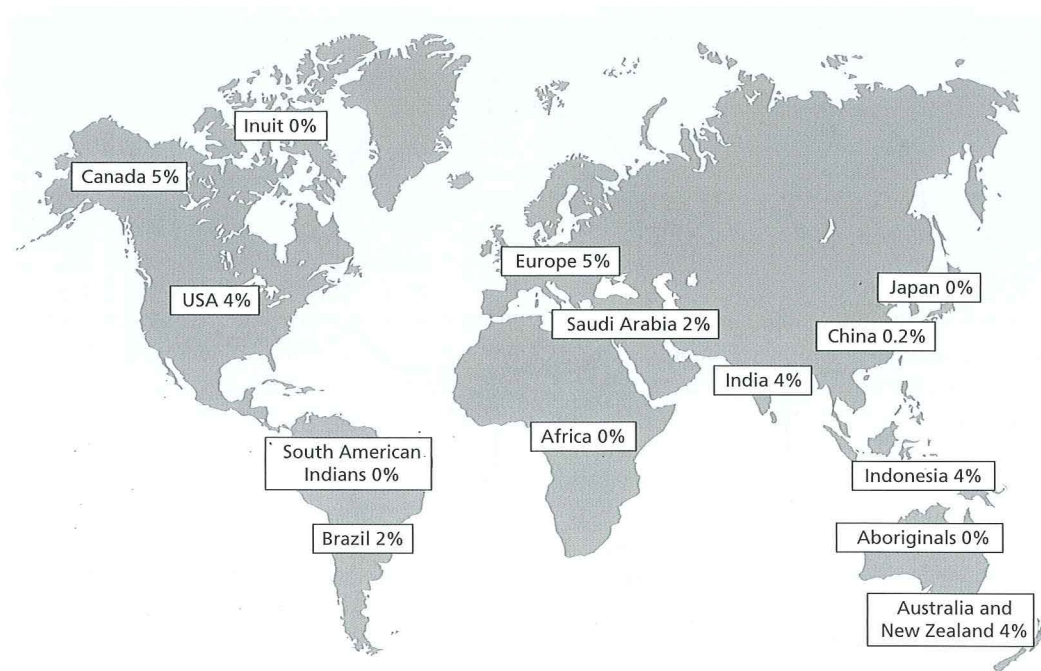 Inuit 0%
Canada 5%
Europe 5%
USA 4%
Japan 0%
Saudi Arabia 2%
China 0.2%
India 4%
Africa 0%
South American
Indians 0%
Indonesia 4%
Brazil 2%
Aboriginals 0%
Australia and
New Zealand 4%